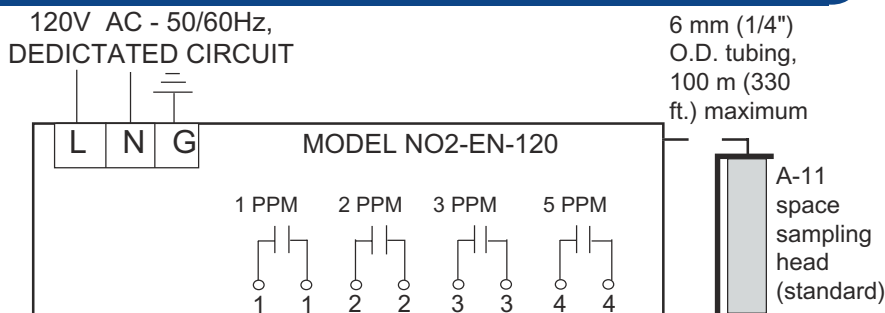 120V AC - 50/60Hz,
DEDICTATED CIRCUIT
6 mm (1/4")
O.D. tubing,
100 m (330
ft.) maximum
L N G
MODEL NO2-EN-120
A-11
space
sampling
head
(standard)
1 PPM 2 PPM 3 PPM 5 PPM
1 1 2 2 3 3 4 4